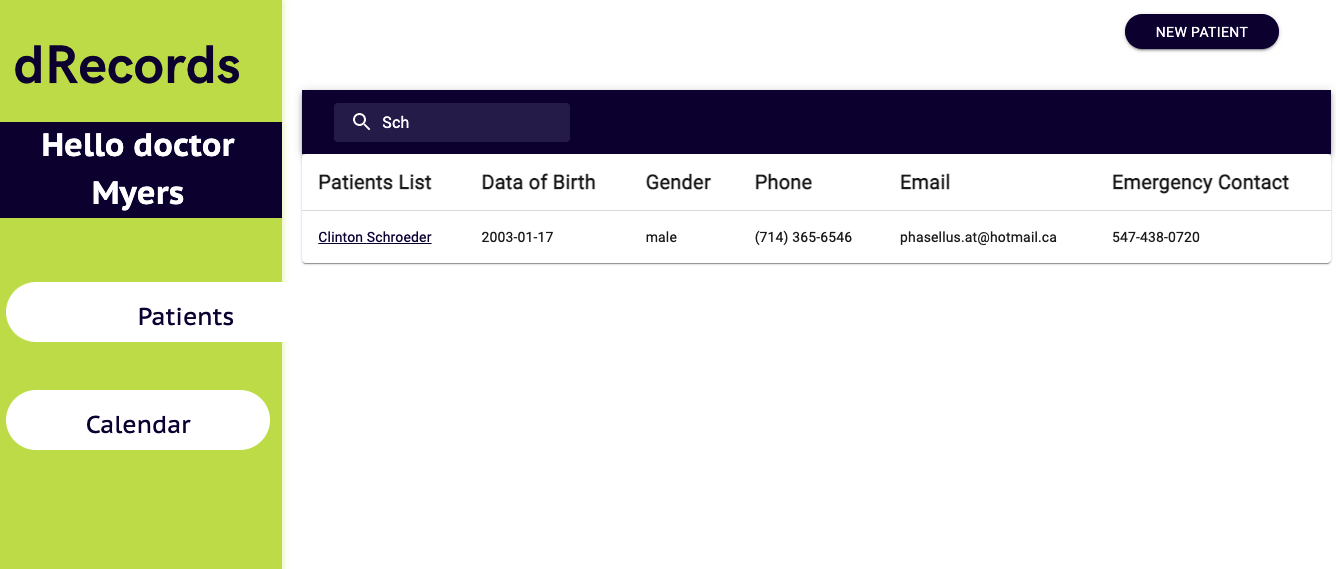 dRecords
Hello doctor
Myers
Patients
Calendar
NEW PATIENT
Sch
Patients List Data of Birth Gender Phone Email Emergency Contact
Clinton Schroeder 2003-01-17 male (714) 365-6546 phasellus.at@hotmail.ca 547-438-0720